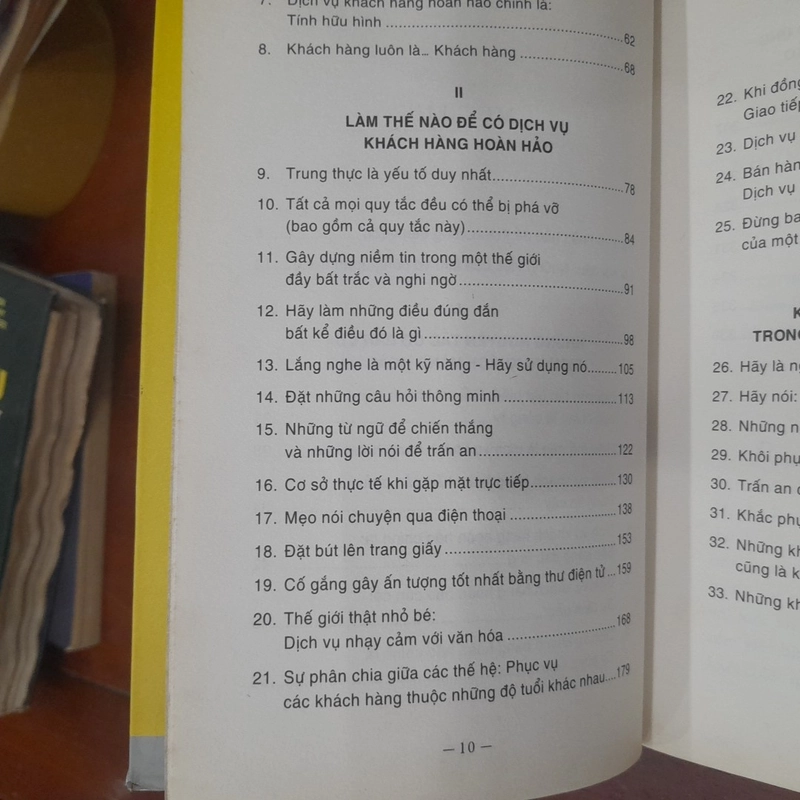 7. Dịch vụ khách hàng hoàn hảo chính là:
Tính hữu hình ........ 62
8. Khách hàng luôn là... Khách hàng ........ 68
II
LÀM THẾ NÀO ĐỂ CÓ DỊCH VỤ
KHÁCH HÀNG HOÀN HẢO
9. Trung thực là yếu tố duy nhất ........ 78
10. Tất cả mọi quy tắc đều có thể bị phá vỡ
(bao gồm cả quy tắc này) ........ 84
11. Gây dựng niềm tin trong một thế giới
đầy bất trắc và nghi ngờ ........ 91
12. Hãy làm những điều đúng đắn
bất kể điều đó là gì ........ 98
13. Lắng nghe là một kỹ năng - Hãy sử dụng nó ........ 105
14. Đặt những câu hỏi thông minh ........ 113
15. Những từ ngữ để chiến thắng
và những lời nói để trấn an ........ 122
16. Cơ sở thực tế khi gặp mặt trực tiếp ........ 130
17. Mẹo nói chuyện qua điện thoại ........ 138
18. Đặt bút lên trang giấy ........ 153
19. Cố gắng gây ấn tượng tốt nhất bằng thư điện tử ... 159
20. Thế giới thật nhỏ bé:
Dịch vụ nhạy cảm với văn hóa ........ 168
21. Sự phân chia giữa các thế hệ: Phục vụ
các khách hàng thuộc những độ tuổi khác nhau .... 179
— 10 —
22. Khi đồng
Giao tiếp
23. Dịch vụ
24. Bán hàn
Dịch vụ
25. Đừng ba
của một
K
TRONG
26. Hãy là n
27. Hãy nói:
28. Những n
29. Khôi phụ
30. Trấn an
31. Khắc phụ
32. Những kh
cũng là k
33. Những kh